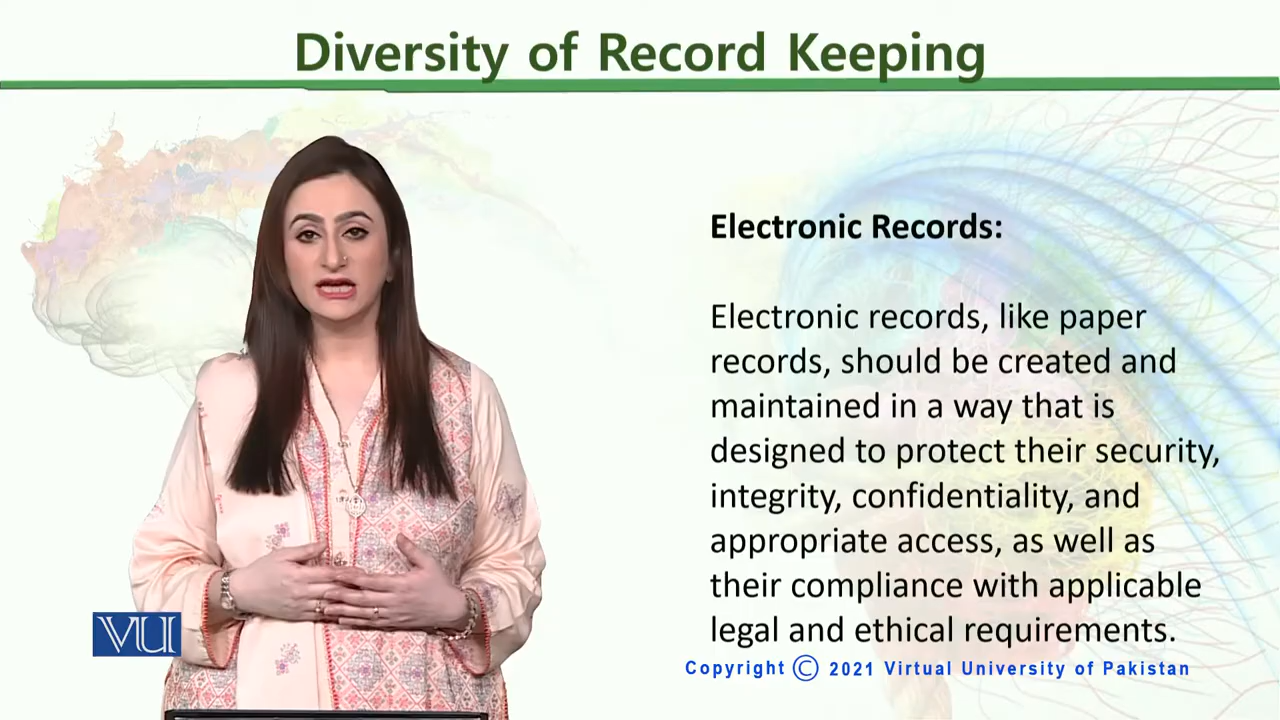 Diversity of Record Keeping
Electronic Records:
Electronic records, like paper
records, should be created and
maintained in a way that is
designed to protect their security,
integrity, confidentiality, and
appropriate access, as well as
their compliance with applicable
legal and ethical requirements.
VU
Copyright © 2021 Virtual University of Pakistan